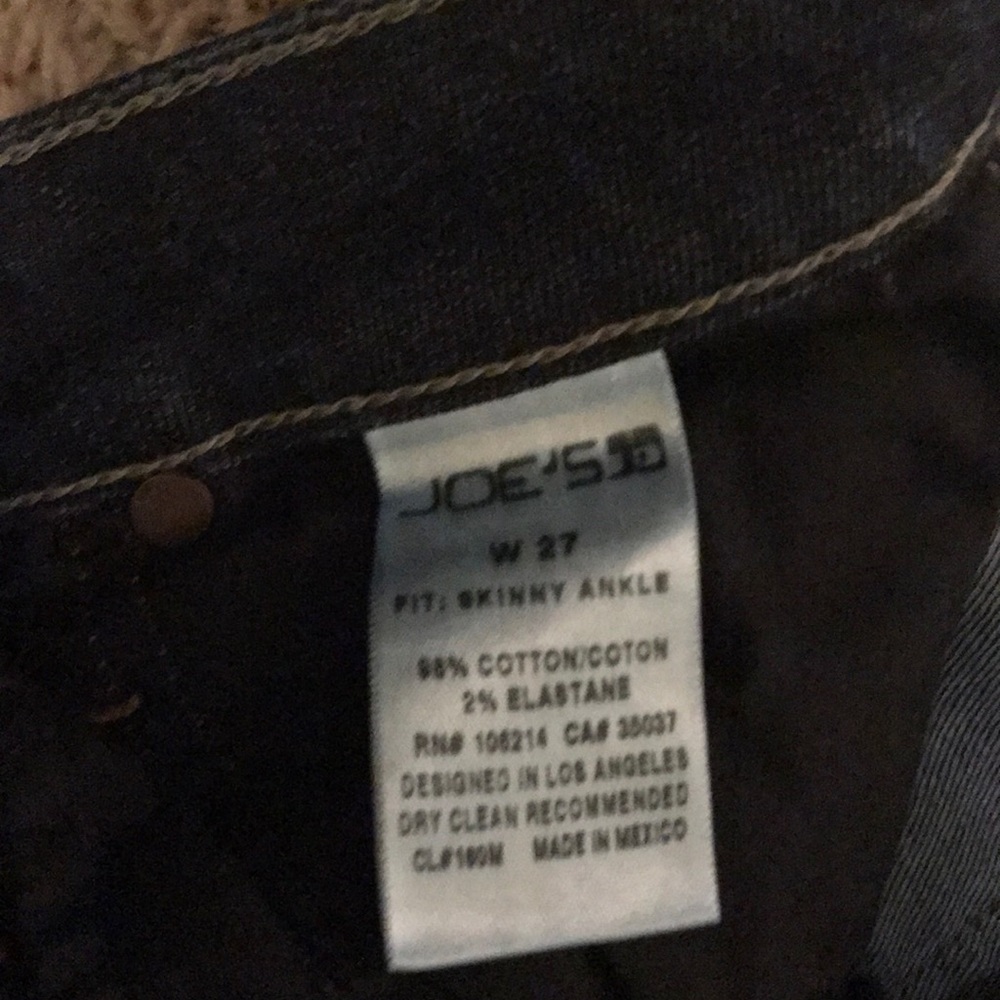 JOE'S
W 27
FIT: SKINNY ANKLE
98% COTTON/COTON
2% ELASTANE
RN# 106214 CA# 35037
DESIGNED IN LOS ANGELES
DRY CLEAN RECOMMENDED
CL#160M MADE IN MEXICO